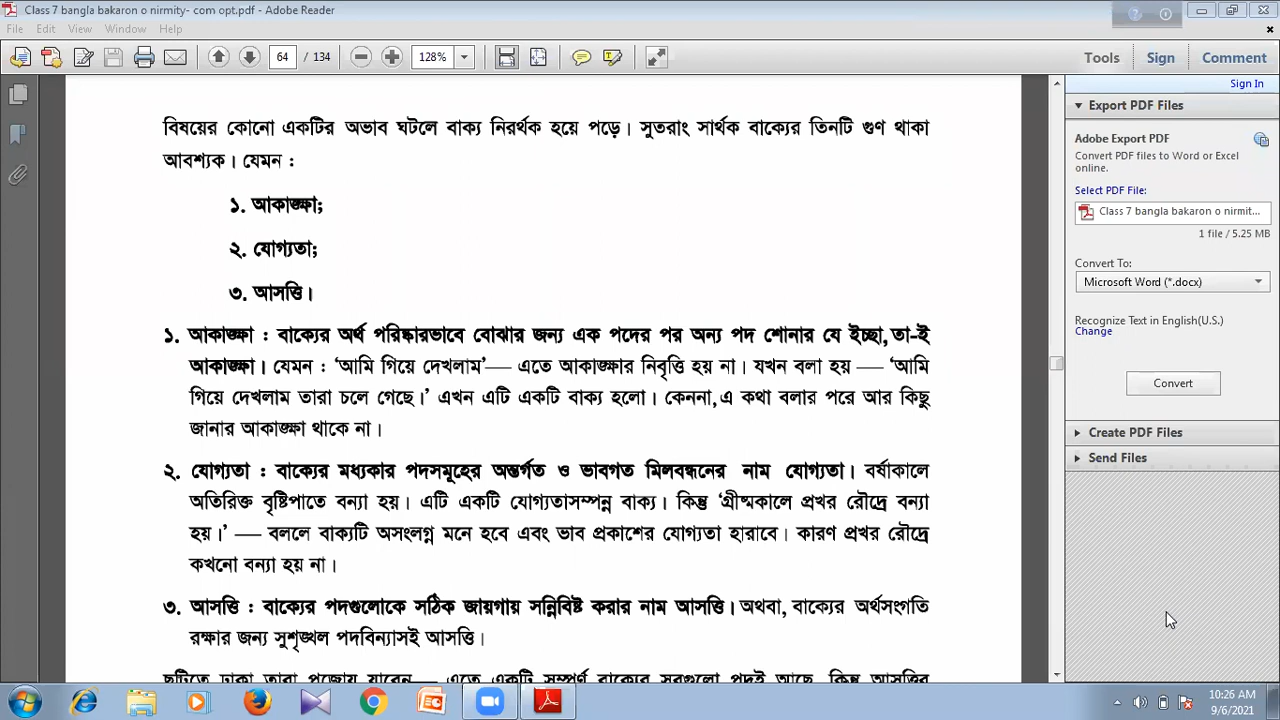 Class 7 bangla bakaron o nirmity- com opt.pdf - Adobe Reader
File Edit View Window Help
64 / 134 128% Tools Sign Comment
Sign In
বিষয়ের কোনো একটির অভাব ঘটলে বাক্য নিরর্থক হয়ে পড়ে। সুতরাং সার্থক বাক্যের তিনটি গুণ থাকা
আবশ্যক। যেমন :
১. আকাঙ্ক্ষা;
২. যোগ্যতা;
৩. আসত্তি।
১. আকাঙ্ক্ষা : বাক্যের অর্থ পরিষ্কারভাবে বোঝার জন্য এক পদের পর অন্য পদ শোনার যে ইচ্ছা, তা-ই
আকাঙ্ক্ষা। যেমন : ‘আমি গিয়ে দেখলাম’— এতে আকাঙ্ক্ষার নিবৃত্তি হয় না। যখন বলা হয় — ‘আমি
গিয়ে দেখলাম তারা চলে গেছে।’ এখন এটি একটি বাক্য হলো। কেননা, এ কথা বলার পরে আর কিছু
জানার আকাঙ্ক্ষা থাকে না।
২. যোগ্যতা : বাক্যের মধ্যকার পদসমূহের অন্তর্গত ও ভাবগত মিলবন্ধনের নাম যোগ্যতা। বর্ষাকালে
অতিরিক্ত বৃষ্টিপাতে বন্যা হয়। এটি একটি যোগ্যতাসম্পন্ন বাক্য। কিন্তু ‘গ্রীষ্মকালে প্রখর রৌদ্রে বন্যা
হয়।’ — বললে বাক্যটি অসংলগ্ন মনে হবে এবং ভাব প্রকাশের যোগ্যতা হারাবে। কারণ প্রখর রৌদ্রে
কখনো বন্যা হয় না।
৩. আসত্তি : বাক্যের পদগুলোকে সঠিক জায়গায় সন্নিবিষ্ট করার নাম আসত্তি। অথবা, বাক্যের অর্থসংগতি
রক্ষার জন্য সুশৃঙ্খল পদবিন্যাসই আসত্তি।
Export PDF Files
Adobe Export PDF
Convert PDF files to Word or Excel
online.
Select PDF File:
Class 7 bangla bakaron o nirmit...
1 file / 5.25 MB
Convert To:
Microsoft Word (*.docx)
Recognize Text in English(U.S.)
Change
Convert
Create PDF Files
Send Files
10:26 AM
9/6/2021